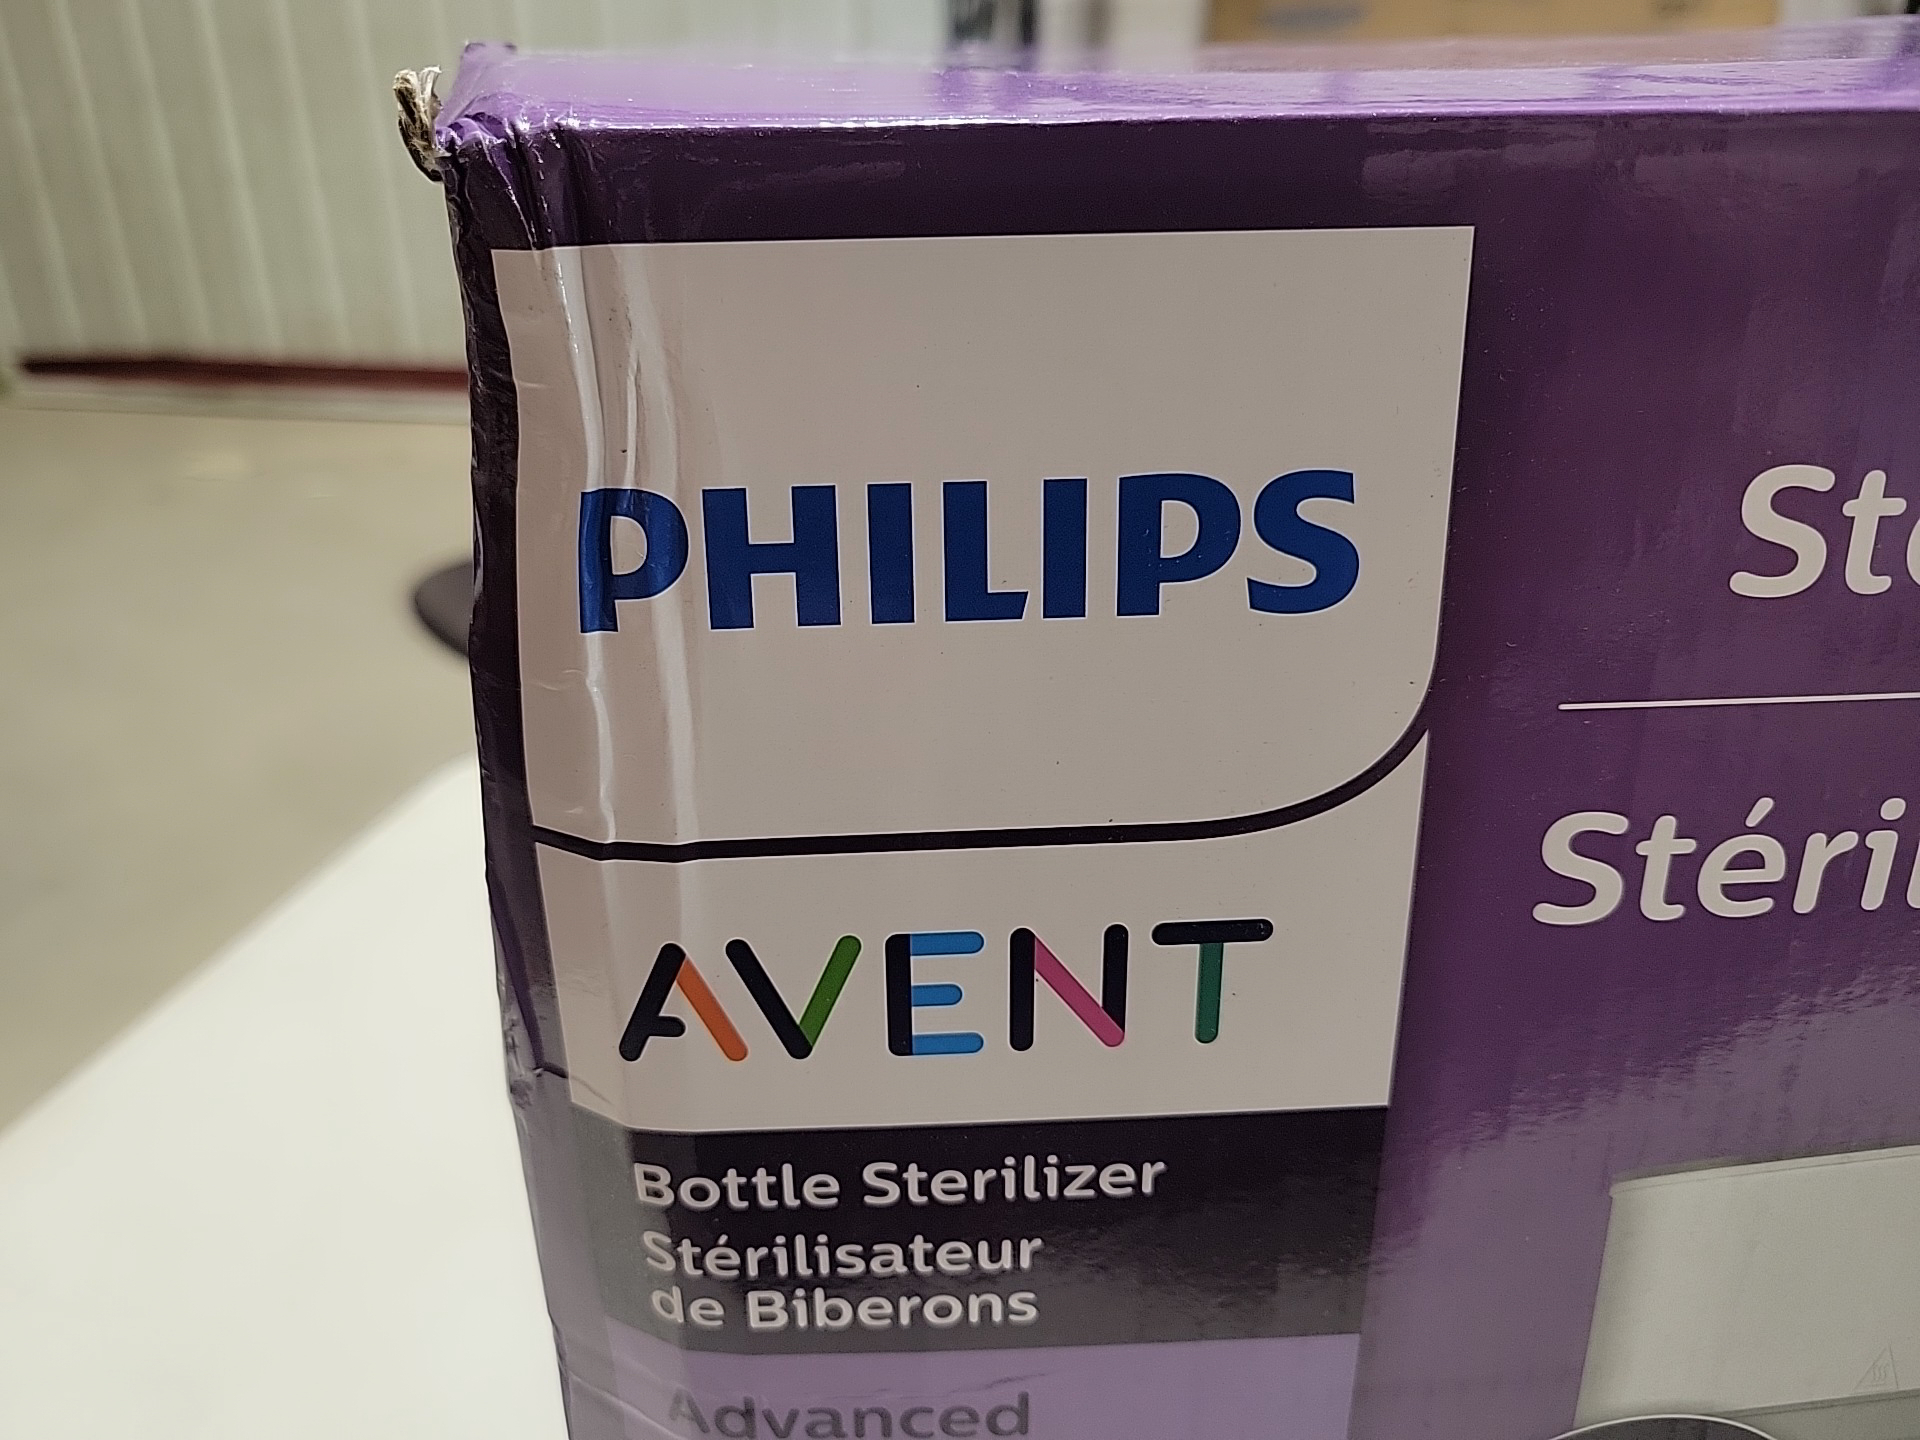 PHILIPS
AVENT
Bottle Sterilizer
Stérilisateur
de Biberons
Advanced